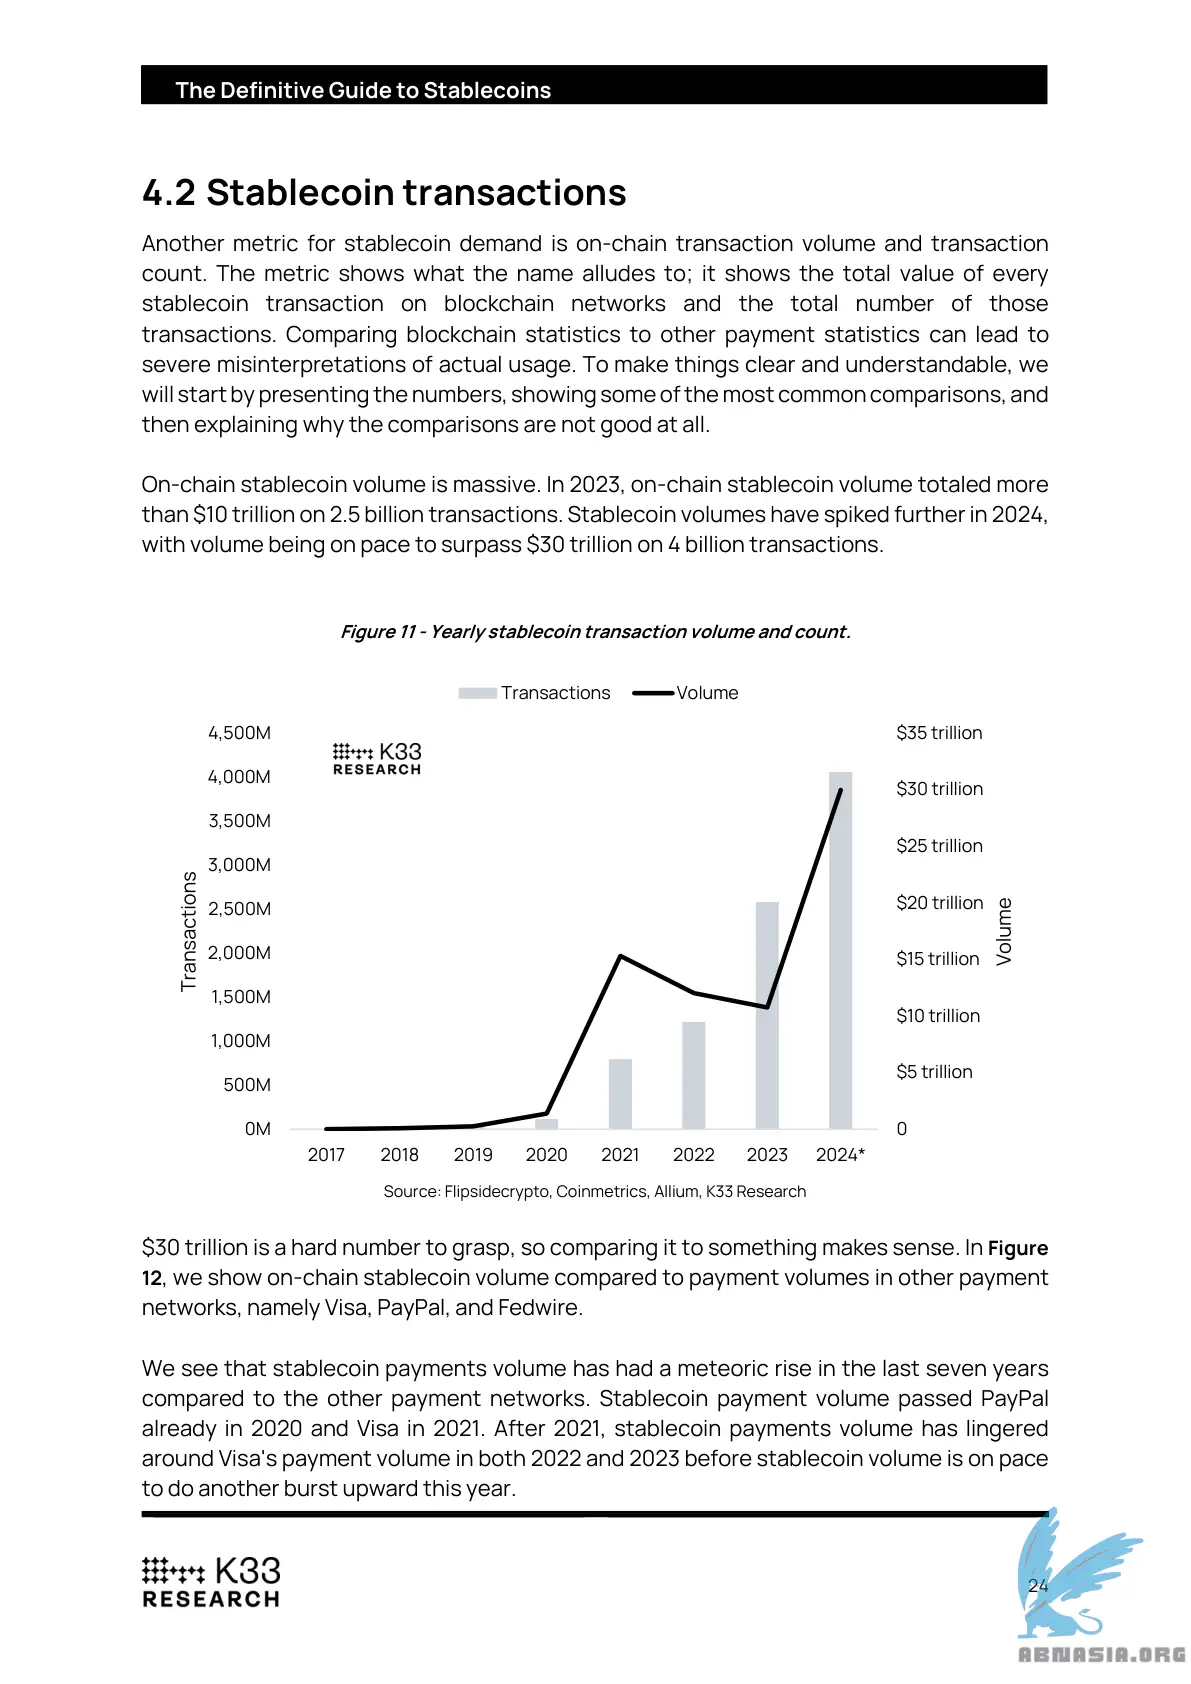 The Definitive Guide to Stablecoins
4.2 Stablecoin transactions
Another metric for stablecoin demand is on-chain transaction volume and transaction
count. The metric shows what the name alludes to; it shows the total value of every
stablecoin transaction on blockchain networks and the total number of those
transactions. Comparing blockchain statistics to other payment statistics can lead to
severe misinterpretations of actual usage. To make things clear and understandable, we
will start by presenting the numbers, showing some of the most common comparisons, and
then explaining why the comparisons are not good at all.
On-chain stablecoin volume is massive. In 2023, on-chain stablecoin volume totaled more
than $10 trillion on 2.5 billion transactions. Stablecoin volumes have spiked further in 2024,
with volume being on pace to surpass $30 trillion on 4 billion transactions.
Figure 11 - Yearly stablecoin transaction volume and count.
Transactions Volume
K33
RESEARCH
Transactions
4,500M
4,000M
3,500M
3,000M
2,500M
2,000M
1,500M
1,000M
500M
0M
$35 trillion
$30 trillion
$25 trillion
$20 trillion
$15 trillion
$10 trillion
$5 trillion
0
Volume
2017 2018 2019 2020 2021 2022 2023 2024*
Source: Flipsidecrypto, Coinmetrics, Allium, K33 Research
$30 trillion is a hard number to grasp, so comparing it to something makes sense. In Figure
12, we show on-chain stablecoin volume compared to payment volumes in other payment
networks, namely Visa, PayPal, and Fedwire.
We see that stablecoin payments volume has had a meteoric rise in the last seven years
compared to the other payment networks. Stablecoin payment volume passed PayPal
already in 2020 and Visa in 2021. After 2021, stablecoin payments volume has lingered
around Visa's payment volume in both 2022 and 2023 before stablecoin volume is on pace
to do another burst upward this year.
K33
RESEARCH
24
ABNASIA.ORG